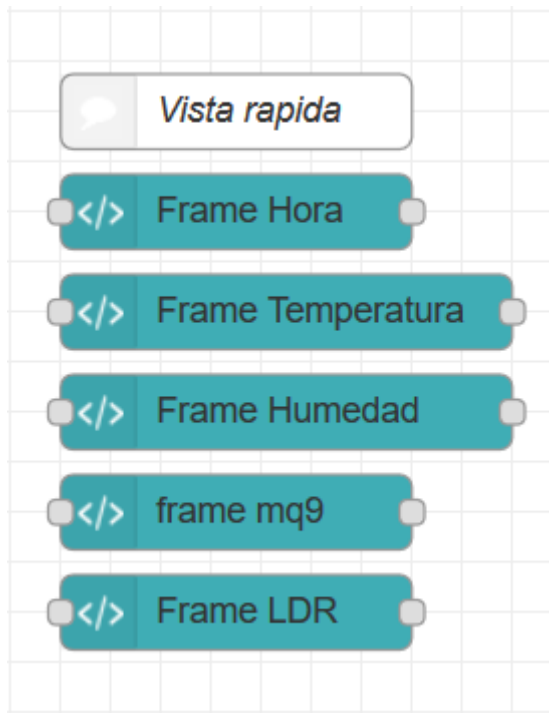 Vista rapida
</> Frame Hora
</> Frame Temperatura
</> Frame Humedad
</> frame mq9
</> Frame LDR